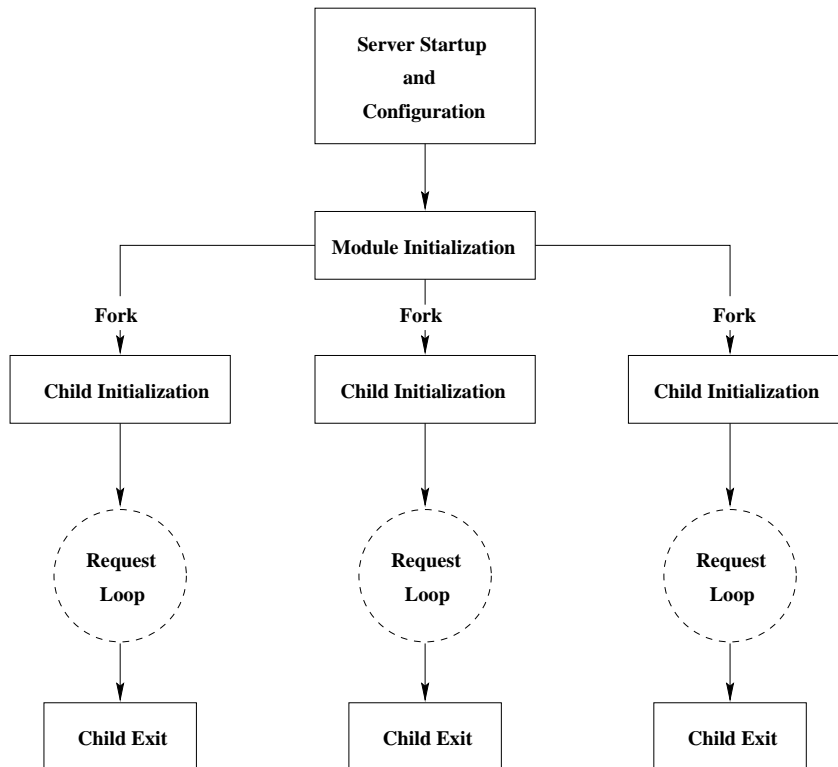 Server Startup
and
Configuration
Module Initialization
Fork
Fork
Fork
Child Initialization
Child Initialization
Child Initialization
Request
Loop
Request
Loop
Request
Loop
Child Exit
Child Exit
Child Exit